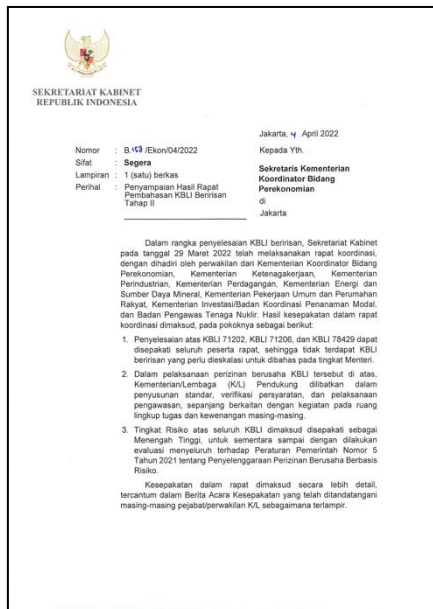 SEKRETARIAT KABINET
REPUBLIK INDONESIA
Jakarta, 4 April 2022
Nomor : B. /Ekon/04/2022
Kepada Yth.
Sifat : Segera
Lampiran : 1 (satu) berkas
Perihal : Penyampaian Hasil Rapat
Pembahasan KBLI Beririsan
Tahap II
Sekretaris Kementerian
Koordinator Bidang
Perekonomian
di
Jakarta
Dalam rangka penyelesaian KBLI beririsan, Sekretariat Kabinet
pada tanggal 29 Maret 2022 telah melaksanakan rapat koordinasi,
dengan dihadiri oleh perwakilan dari Kementerian Koordinator Bidang
Perekonomian, Kementerian Ketenagakerjaan, Kementerian
Perindustrian, Kementerian Perdagangan, Kementerian Energi dan
Sumber Daya Mineral, Kementerian Pekerjaan Umum dan Perumahan
Rakyat, Kementerian Investasi/Badan Koordinasi Penanaman Modal,
dan Badan Pengawas Tenaga Nuklir. Hasil kesepakatan dalam rapat
koordinasi dimaksud, pada pokoknya sebagai berikut:
1. Penyelesaian atas KBLI 71202, KBLI 71206, dan KBLI 78429 dapat
disepakati seluruh peserta rapat, sehingga tidak terdapat KBLI
beririsan yang perlu dieskalasi untuk dibahas pada tingkat Menteri.
2. Dalam pelaksanaan perizinan berusaha KBLI tersebut di atas,
Kementerian/Lembaga (K/L) Pendukung dilibatkan dalam
penyusunan standar, verifikasi persyaratan, dan pelaksanaan
pengawasan, sepanjang berkaitan dengan kegiatan pada ruang
lingkup tugas dan kewenangan masing-masing.
3. Tingkat Risiko atas seluruh KBLI dimaksud disepakati sebagai
Menengah Tinggi, untuk sementara sampai dengan dilakukan
evaluasi menyeluruh terhadap Peraturan Pemerintah Nomor 5
Tahun 2021 tentang Penyelenggaraan Perizinan Berusaha Berbasis
Risiko.
Kesepakatan dalam rapat dimaksud secara lebih detail,
tercantum dalam Berita Acara Kesepakatan yang telah ditandatangani
masing-masing pejabat/perwakilan K/L sebagaimana terlampir.